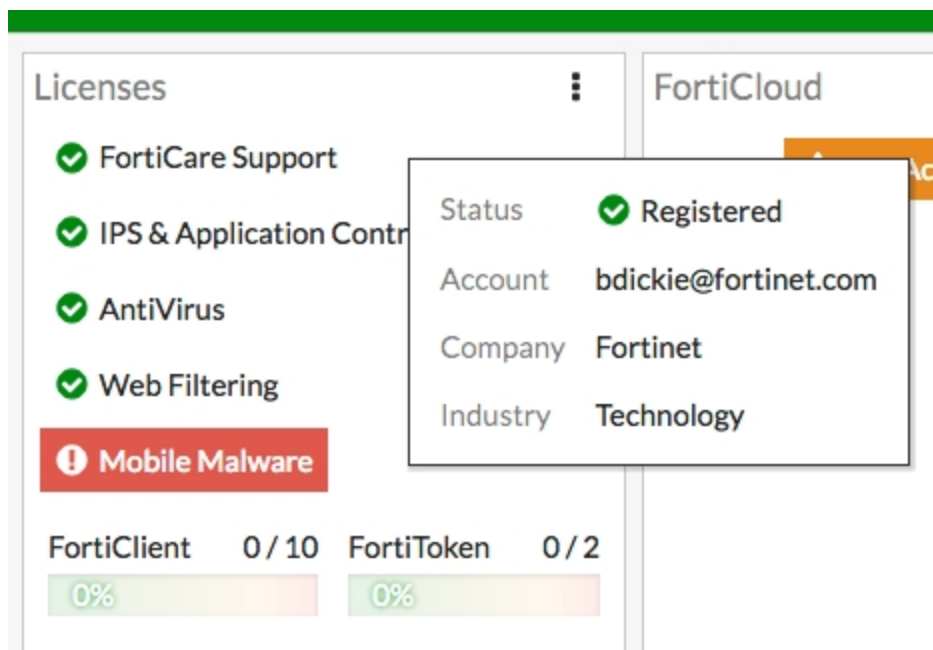 Licenses
FortiCloud
FortiCare Support
IPS & Application Contr
AntiVirus
Web Filtering
Mobile Malware
Status Registered
Account bdickie@fortinet.com
Company Fortinet
Industry Technology
FortiClient 0 / 10 FortiToken 0 / 2
0% 0%